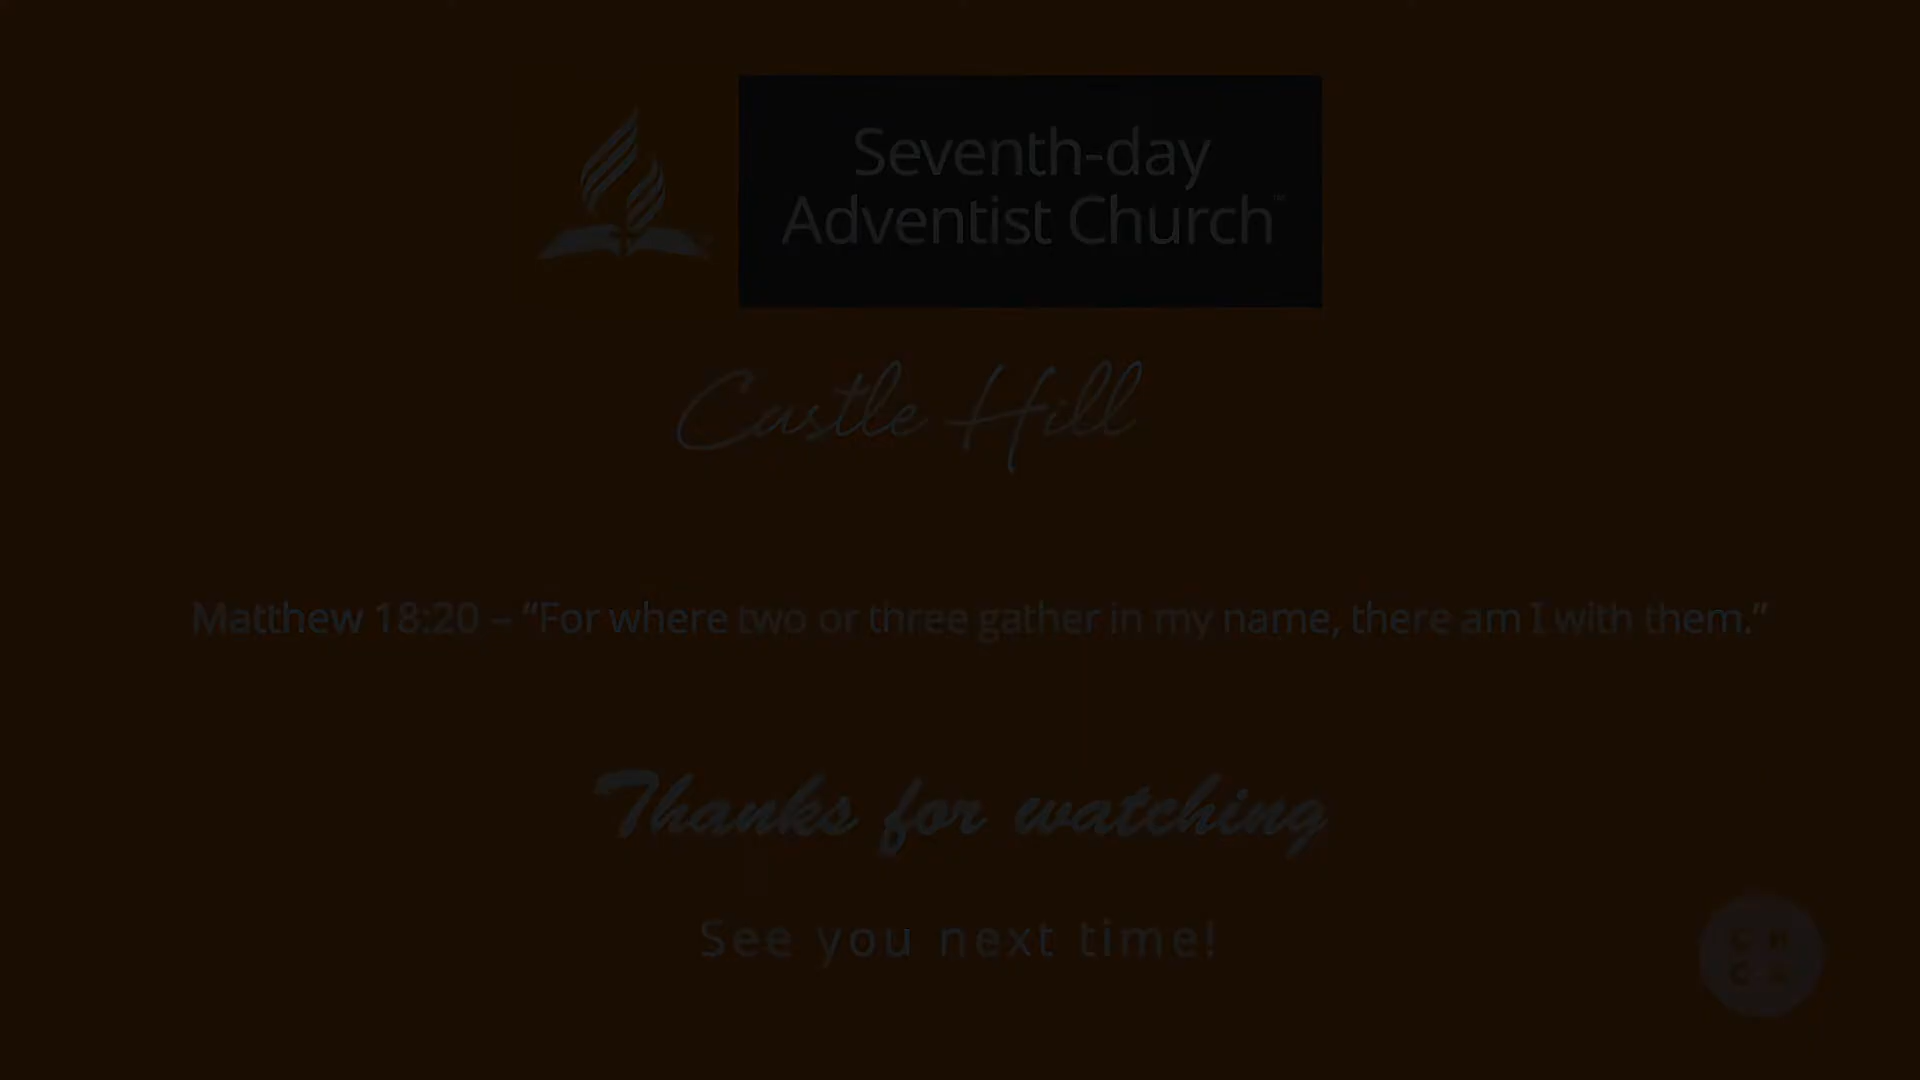 Seventh-day
Adventist Church™
Castle Hill
Matthew 18:20 – “For where two or three gather in my name, there am I with them.”
Thanks for watching
See you next time!